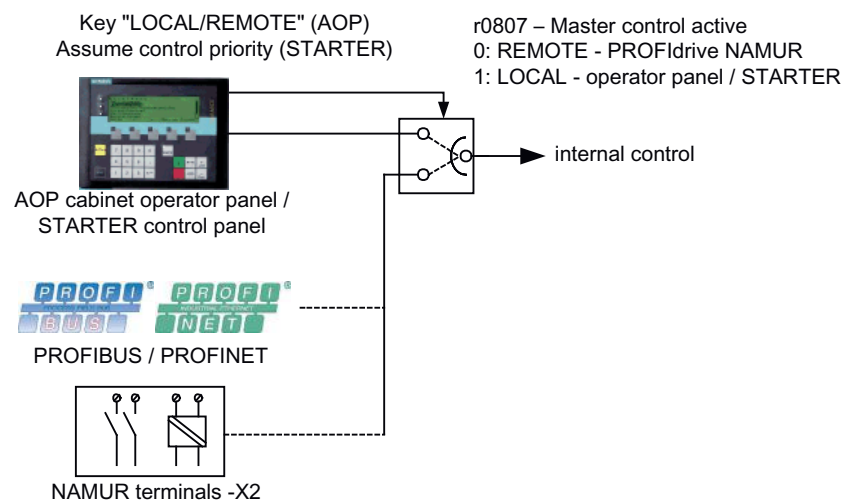 Key "LOCAL/REMOTE" (AOP)
Assume control priority (STARTER)
r0807 – Master control active
0: REMOTE - PROFIdrive NAMUR
1: LOCAL - operator panel / STARTER
internal control
AOP cabinet operator panel /
STARTER control panel
PROFI
BUS
PROFI
INDUSTRIAL ETHERNET
NET
PROFIBUS / PROFINET
NAMUR terminals -X2